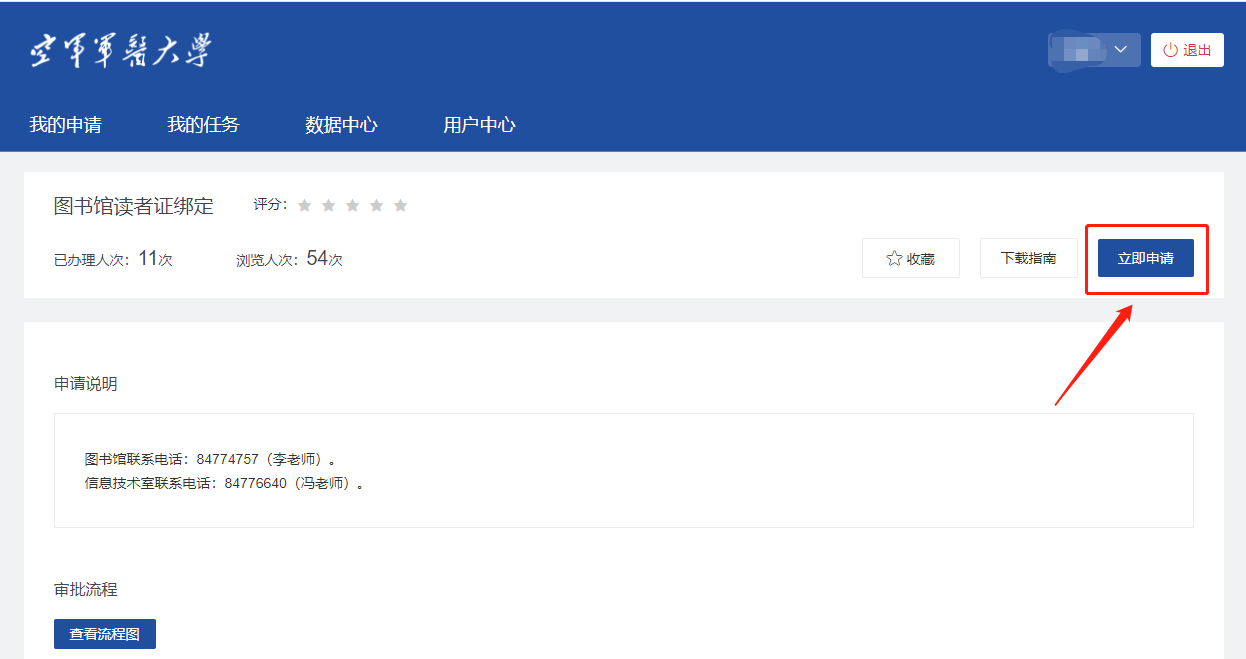 空军軍醫大學
退出
我的申请 我的任务 数据中心 用户中心
图书馆读者证绑定 评分：
已办理人次：11次 浏览人次：54次 收藏 下载指南 立即申请
申请说明
图书馆联系电话：84774757（李老师）。
信息技术室联系电话：84776640（冯老师）。
审批流程
查看流程图